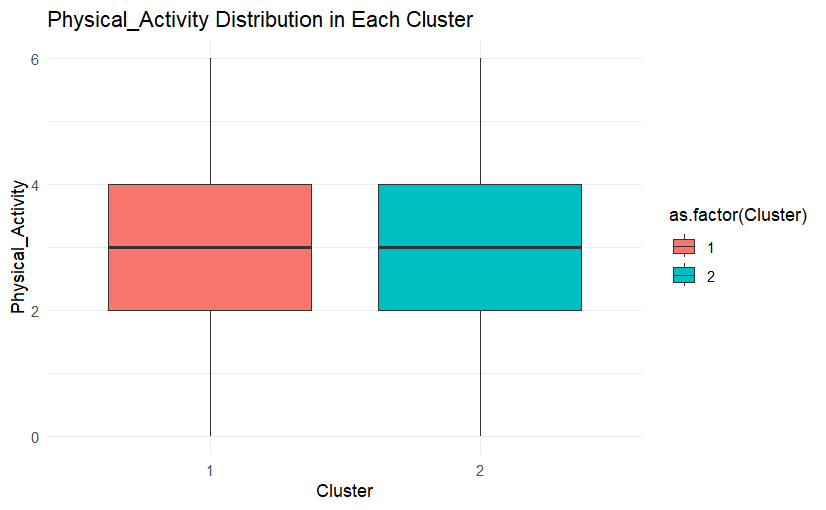 Physical_Activity Distribution in Each Cluster
Physical_Activity
6
4
2
0
1
2
Cluster
as.factor(Cluster)
1
2